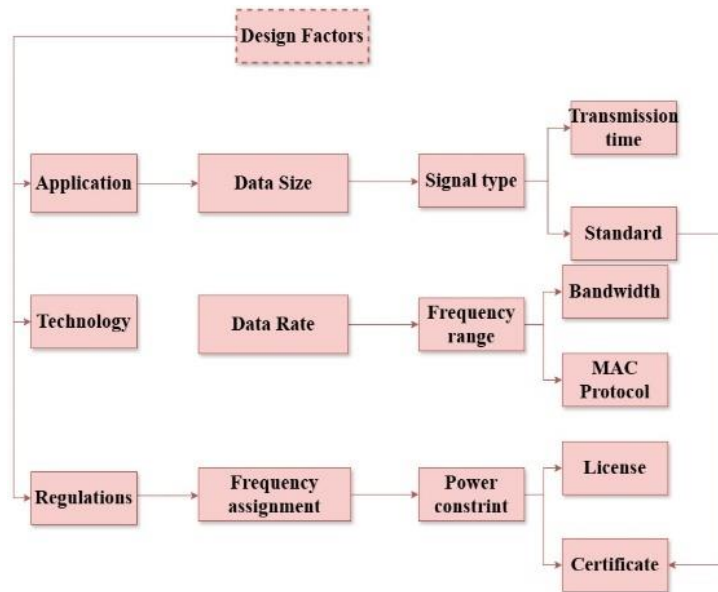 Design Factors
Transmission
time
Application
Data Size
Signal type
Standard
Bandwidth
Technology
Data Rate
Frequency
range
MAC
Protocol
License
Regulations
Frequency
assignment
Power
constrint
Certificate